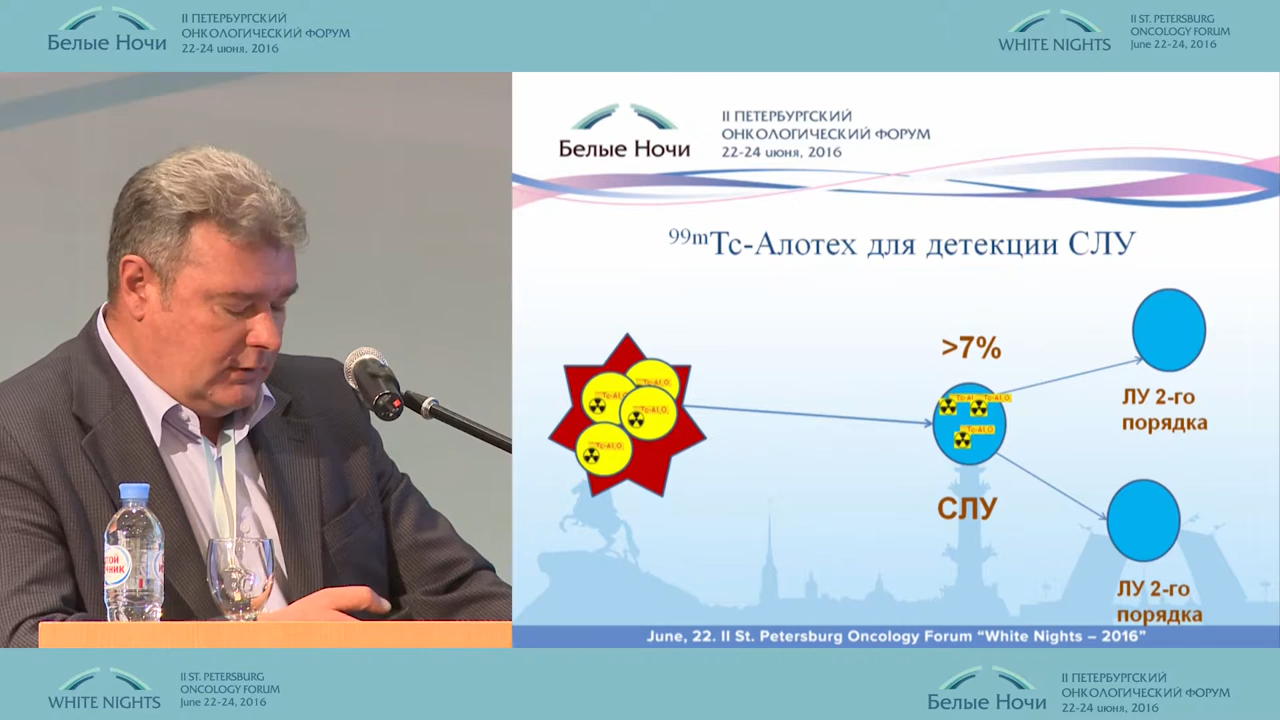 Белые Ночи
II ПЕТЕРБУРГСКИЙ
ОНКОЛОГИЧЕСКИЙ ФОРУМ
22-24 июня, 2016
WHITE NIGHTS
II ST. PETERSBURG
ONCOLOGY FORUM
June 22-24, 2016
Белые Ночи
II ПЕТЕРБУРГСКИЙ
ОНКОЛОГИЧЕСКИЙ ФОРУМ
22-24 июня, 2016
99mTc-Алотех для детекции СЛУ
>7%
СЛУ
ЛУ 2-го
порядка
ЛУ 2-го
порядка
June, 22. II St. Petersburg Oncology Forum “White Nights – 2016”
WHITE NIGHTS
II ST. PETERSBURG
ONCOLOGY FORUM
June 22-24, 2016
Белые Ночи
II ПЕТЕРБУРГСКИЙ
ОНКОЛОГИЧЕСКИЙ ФОРУМ
22-24 июня, 2016